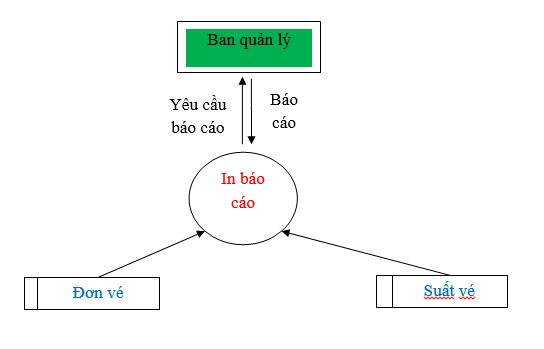 Ban quản lý
Yêu cầu
báo cáo
Báo
cáo
In báo
cáo
Đơn vé
Suất vé